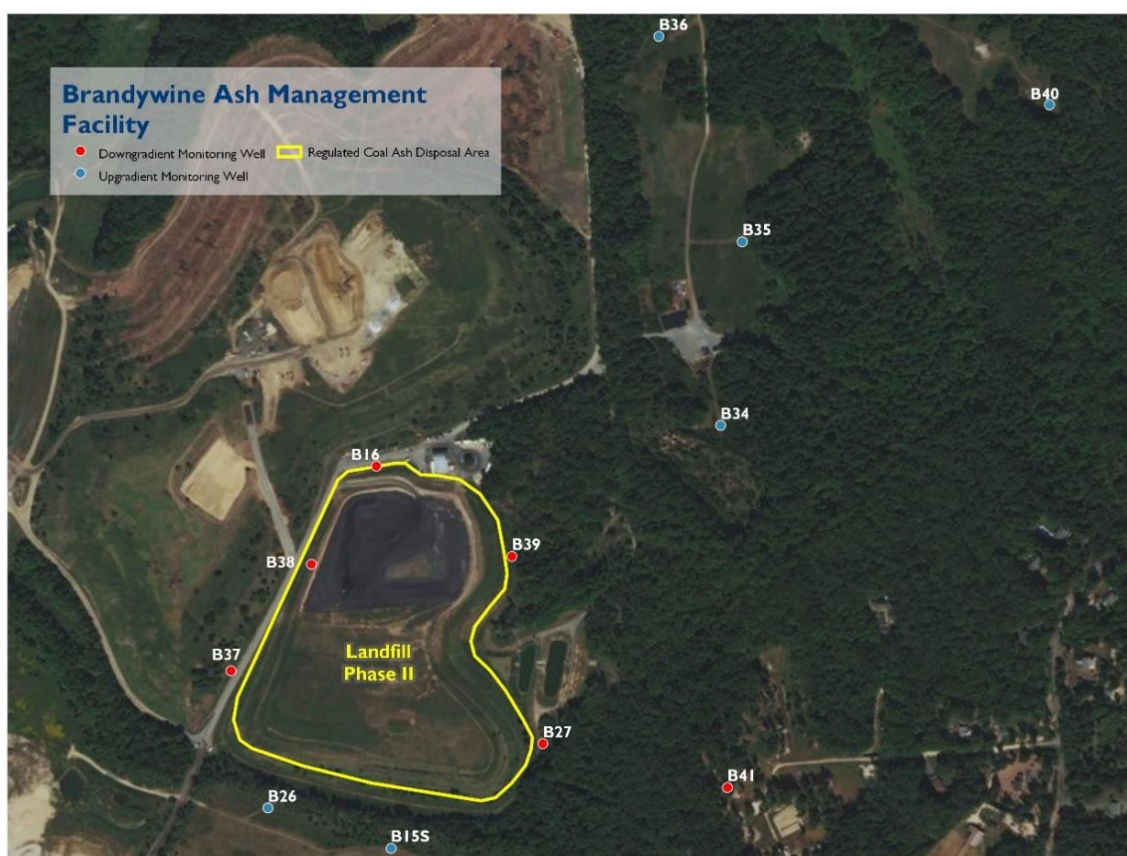 B36
B40
Brandywine Ash Management
Facility
Downgradient Monitoring Well
Regulated Coal Ash Disposal Area
Upgradient Monitoring Well
B35
B34
B16
B39
B38
Landfill
Phase II
B37
B27
B41
B26
B15S